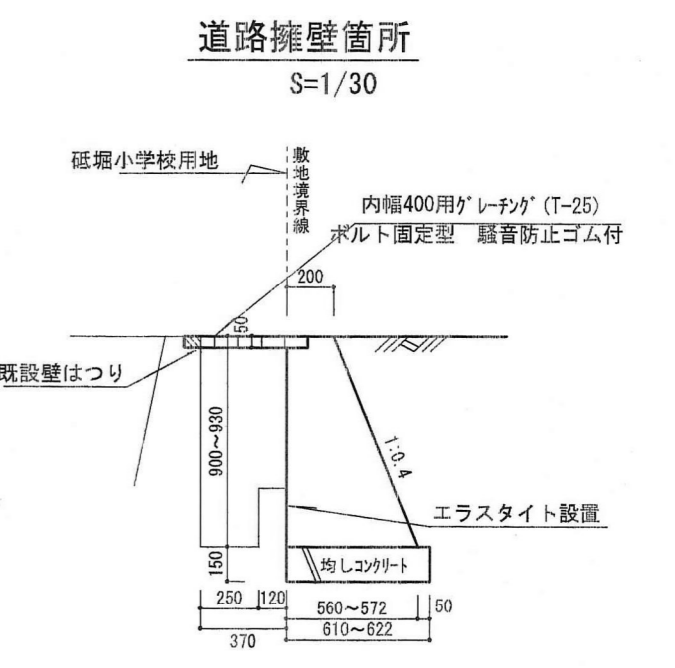 道路擁壁箇所
S=1/30
砥堀小学校用地
敷地境界線
内幅400用グレーチング(T-25)
ボルト固定型　騒音防止ゴム付
200
50
既設壁はつり
900～930
1:0.4
エラスタイト設置
150
均しコンクリート
250
120
560～572
50
370
610～622